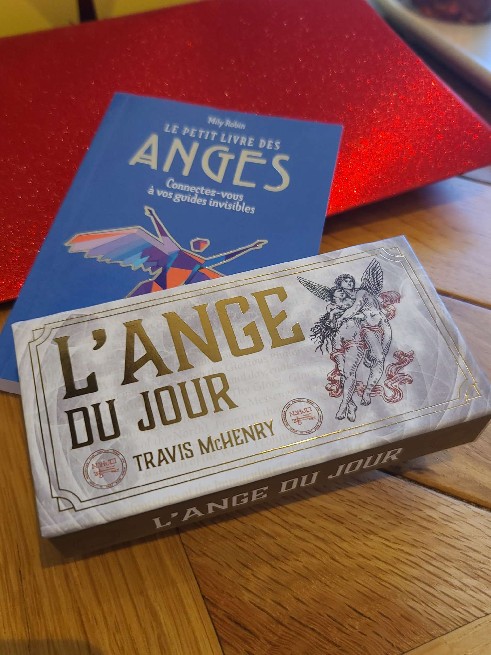 Mily Robin
LE PETIT LIVRE DES
ANGES
Connectez-vous
à vos guides invisibles
L'ANGE
DU JOUR
TRAVIS McHENRY
L'ANGE DU JOUR